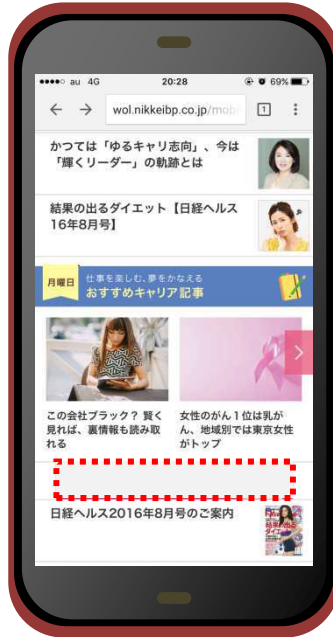 au 4G 20:28 69%
wol.nikkeibp.co.jp/mob
1
かつては「ゆるキャリ志向」、今は
「輝くリーダー」の軌跡とは
結果の出るダイエット【日経ヘルス
16年8月号】
月曜日
仕事を楽しむ、夢をかなえる
おすすめキャリア記事
この会社ブラック？ 賢く
見れば、裏情報も読み取
れる
女性のがん1位は乳が
ん、地域別では東京女性
がトップ
日経ヘルス2016年8月号のご案内